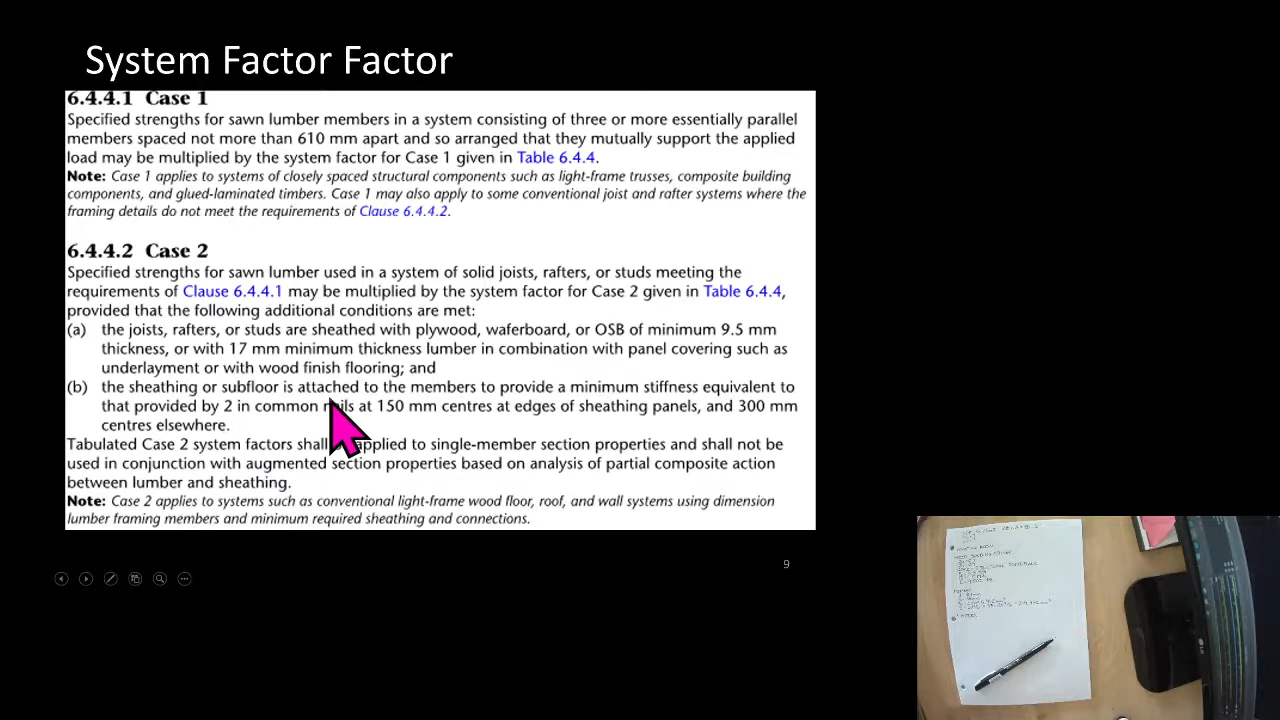 System Factor Factor
6.4.4.1 Case 1
Specified strengths for sawn lumber members in a system consisting of three or more essentially parallel
members spaced not more than 610 mm apart and so arranged that they mutually support the applied
load may be multiplied by the system factor for Case 1 given in Table 6.4.4.
Note: Case 1 applies to systems of closely spaced structural components such as light-frame trusses, composite building
components, and glued-laminated timbers. Case 1 may also apply to some conventional joist and rafter systems where the
framing details do not meet the requirements of Clause 6.4.4.2.
6.4.4.2 Case 2
Specified strengths for sawn lumber used in a system of solid joists, rafters, or studs meeting the
requirements of Clause 6.4.4.1 may be multiplied by the system factor for Case 2 given in Table 6.4.4,
provided that the following additional conditions are met:
(a) the joists, rafters, or studs are sheathed with plywood, waferboard, or OSB of minimum 9.5 mm
thickness, or with 17 mm minimum thickness lumber in combination with panel covering such as
underlayment or with wood finish flooring; and
(b) the sheathing or subfloor is attached to the members to provide a minimum stiffness equivalent to
that provided by 2 in common nails at 150 mm centres at edges of sheathing panels, and 300 mm
centres elsewhere.
Tabulated Case 2 system factors shall applied to single-member section properties and shall not be
used in conjunction with augmented section properties based on analysis of partial composite action
between lumber and sheathing.
Note: Case 2 applies to systems such as conventional light-frame wood floor, roof, and wall systems using dimension
lumber framing members and minimum required sheathing and connections.
9